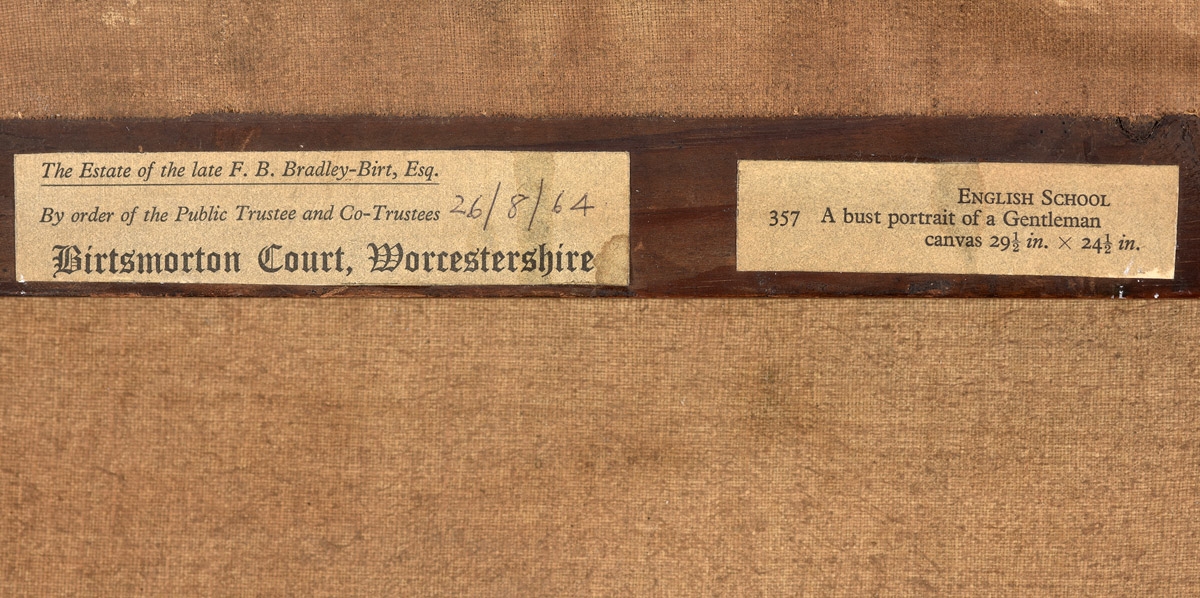 The Estate of the late F. B. Bradley-Birt, Esq.
By order of the Public Trustee and Co-Trustees 26/8/64
Birtsmorton Court, Worcestershire
ENGLISH SCHOOL
357 A bust portrait of a Gentleman
canvas 29½ in. × 24½ in.